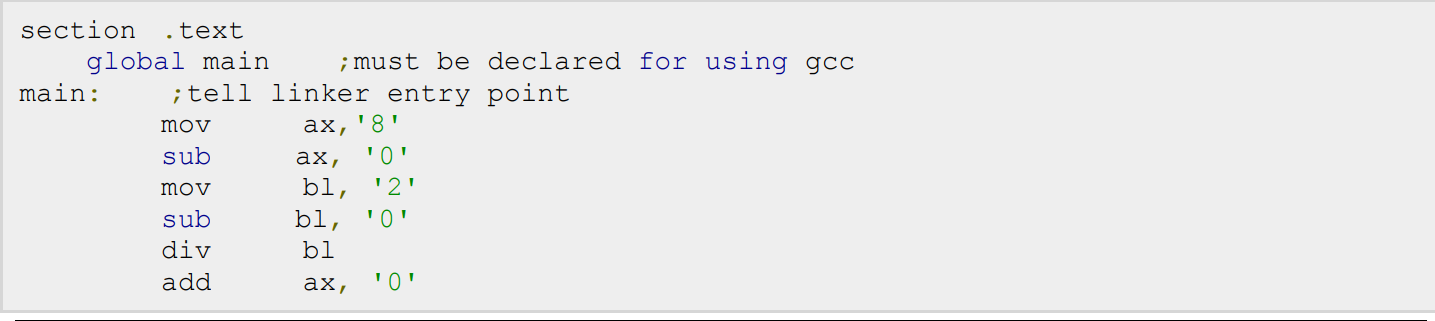 section .text
global main ;must be declared for using gcc
main: ;tell linker entry point
mov ax,'8'
sub ax, '0'
mov bl, '2'
sub bl, '0'
div bl
add ax, '0'